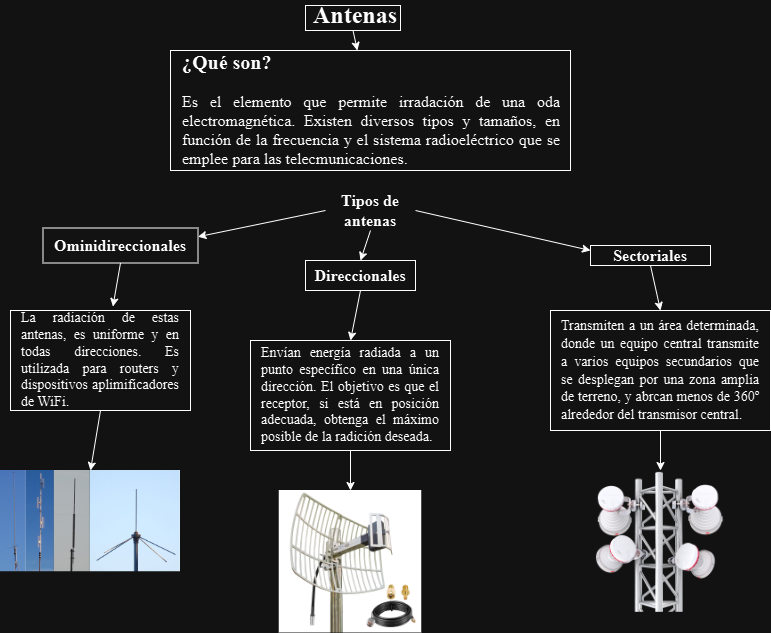 Antenas
¿Qué son?
Es el elemento que permite irradación de una oda
electromagnética. Existen diversos tipos y tamaños, en
función de la frecuencia y el sistema radioeléctrico que se
emplee para las telecmunicaciones.
Tipos de
antenas
Ominidireccionales
Direccionales
Sectoriales
La radiación de estas
antenas, es uniforme y en
todas direcciones. Es
utilizada para routers y
dispositivos aplimificadores
de WiFi.
Envían energía radiada a un
punto específico en una única
dirección. El objetivo es que el
receptor, si está en posición
adecuada, obtenga el máximo
posible de la radición deseada.
Transmiten a un área determinada,
donde un equipo central transmite
a varios equipos secundarios que
se desplegan por una zona amplia
de terreno, y abrcan menos de 360°
alrededor del transmisor central.